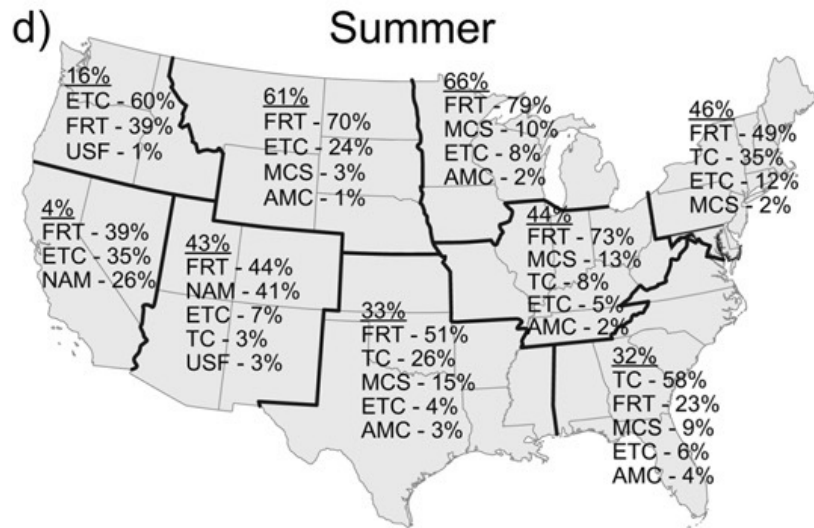 d)
Summer
16%
ETC - 60%
FRT - 39%
USF - 1%
61%
FRT - 70%
ETC - 24%
MCS - 3%
AMC - 1%
66%
FRT - 79%
MCS - 10%
ETC - 8%
AMC - 2%
46%
FRT - 49%
TC - 35%
ETC - 12%
MCS - 2%
4%
FRT - 39%
ETC - 35%
NAM - 26%
43%
FRT - 44%
NAM - 41%
ETC - 7%
TC - 3%
USF - 3%
33%
FRT - 51%
TC - 26%
MCS - 15%
ETC - 4%
AMC - 3%
44%
FRT - 73%
MCS - 13%
TC - 8%
ETC - 5%
AMC - 2%
32%
TC - 58%
FRT - 23%
MCS - 9%
ETC - 6%
AMC - 4%